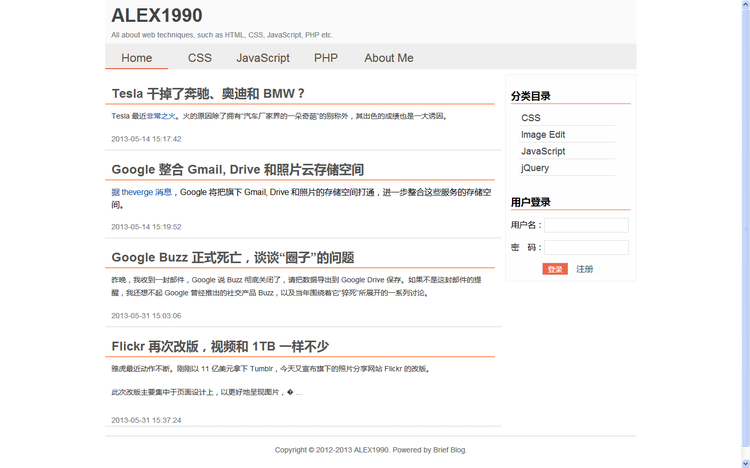 ALEX1990
All about web techniques, such as HTML, CSS, JavaScript, PHP etc.
Home CSS JavaScript PHP About Me
Tesla 干掉了奔驰、奥迪和 BMW？
Tesla 最近非常之火。火的原因除了拥有“汽车厂家界的一朵奇葩”的别称外，其出色的成绩也是一大诱因。
2013-05-14 15:17:42
Google 整合 Gmail, Drive 和照片云存储空间
据 theverge 消息，Google 将把旗下 Gmail, Drive 和照片的存储空间打通，进一步整合这些服务的存储空
间。
2013-05-14 15:19:52
Google Buzz 正式死亡，谈谈“圈子”的问题
昨晚，我收到一封邮件，Google 说 Buzz 彻底关闭了，请把数据导出到 Google Drive 保存。如果不是这封邮件的提
醒，我还想不起 Google 曾经推出的社交产品 Buzz，以及当年围绕着它“猝死”所展开的一系列讨论。
2013-05-31 15:03:06
Flickr 再次改版，视频和 1TB 一样不少
雅虎最近动作不断。刚刚以 11 亿美元拿下 Tumblr，今天又宣布旗下的照片分享网站 Flickr 的改版。
此次改版主要集中于页面设计上，以更好地呈现图片，� ...
2013-05-31 15:37:24
分类目录
CSS
Image Edit
JavaScript
jQuery
用户登录
用户名：
密 码：
登录 注册
Copyright © 2012-2013 ALEX1990. Powered by Brief Blog.